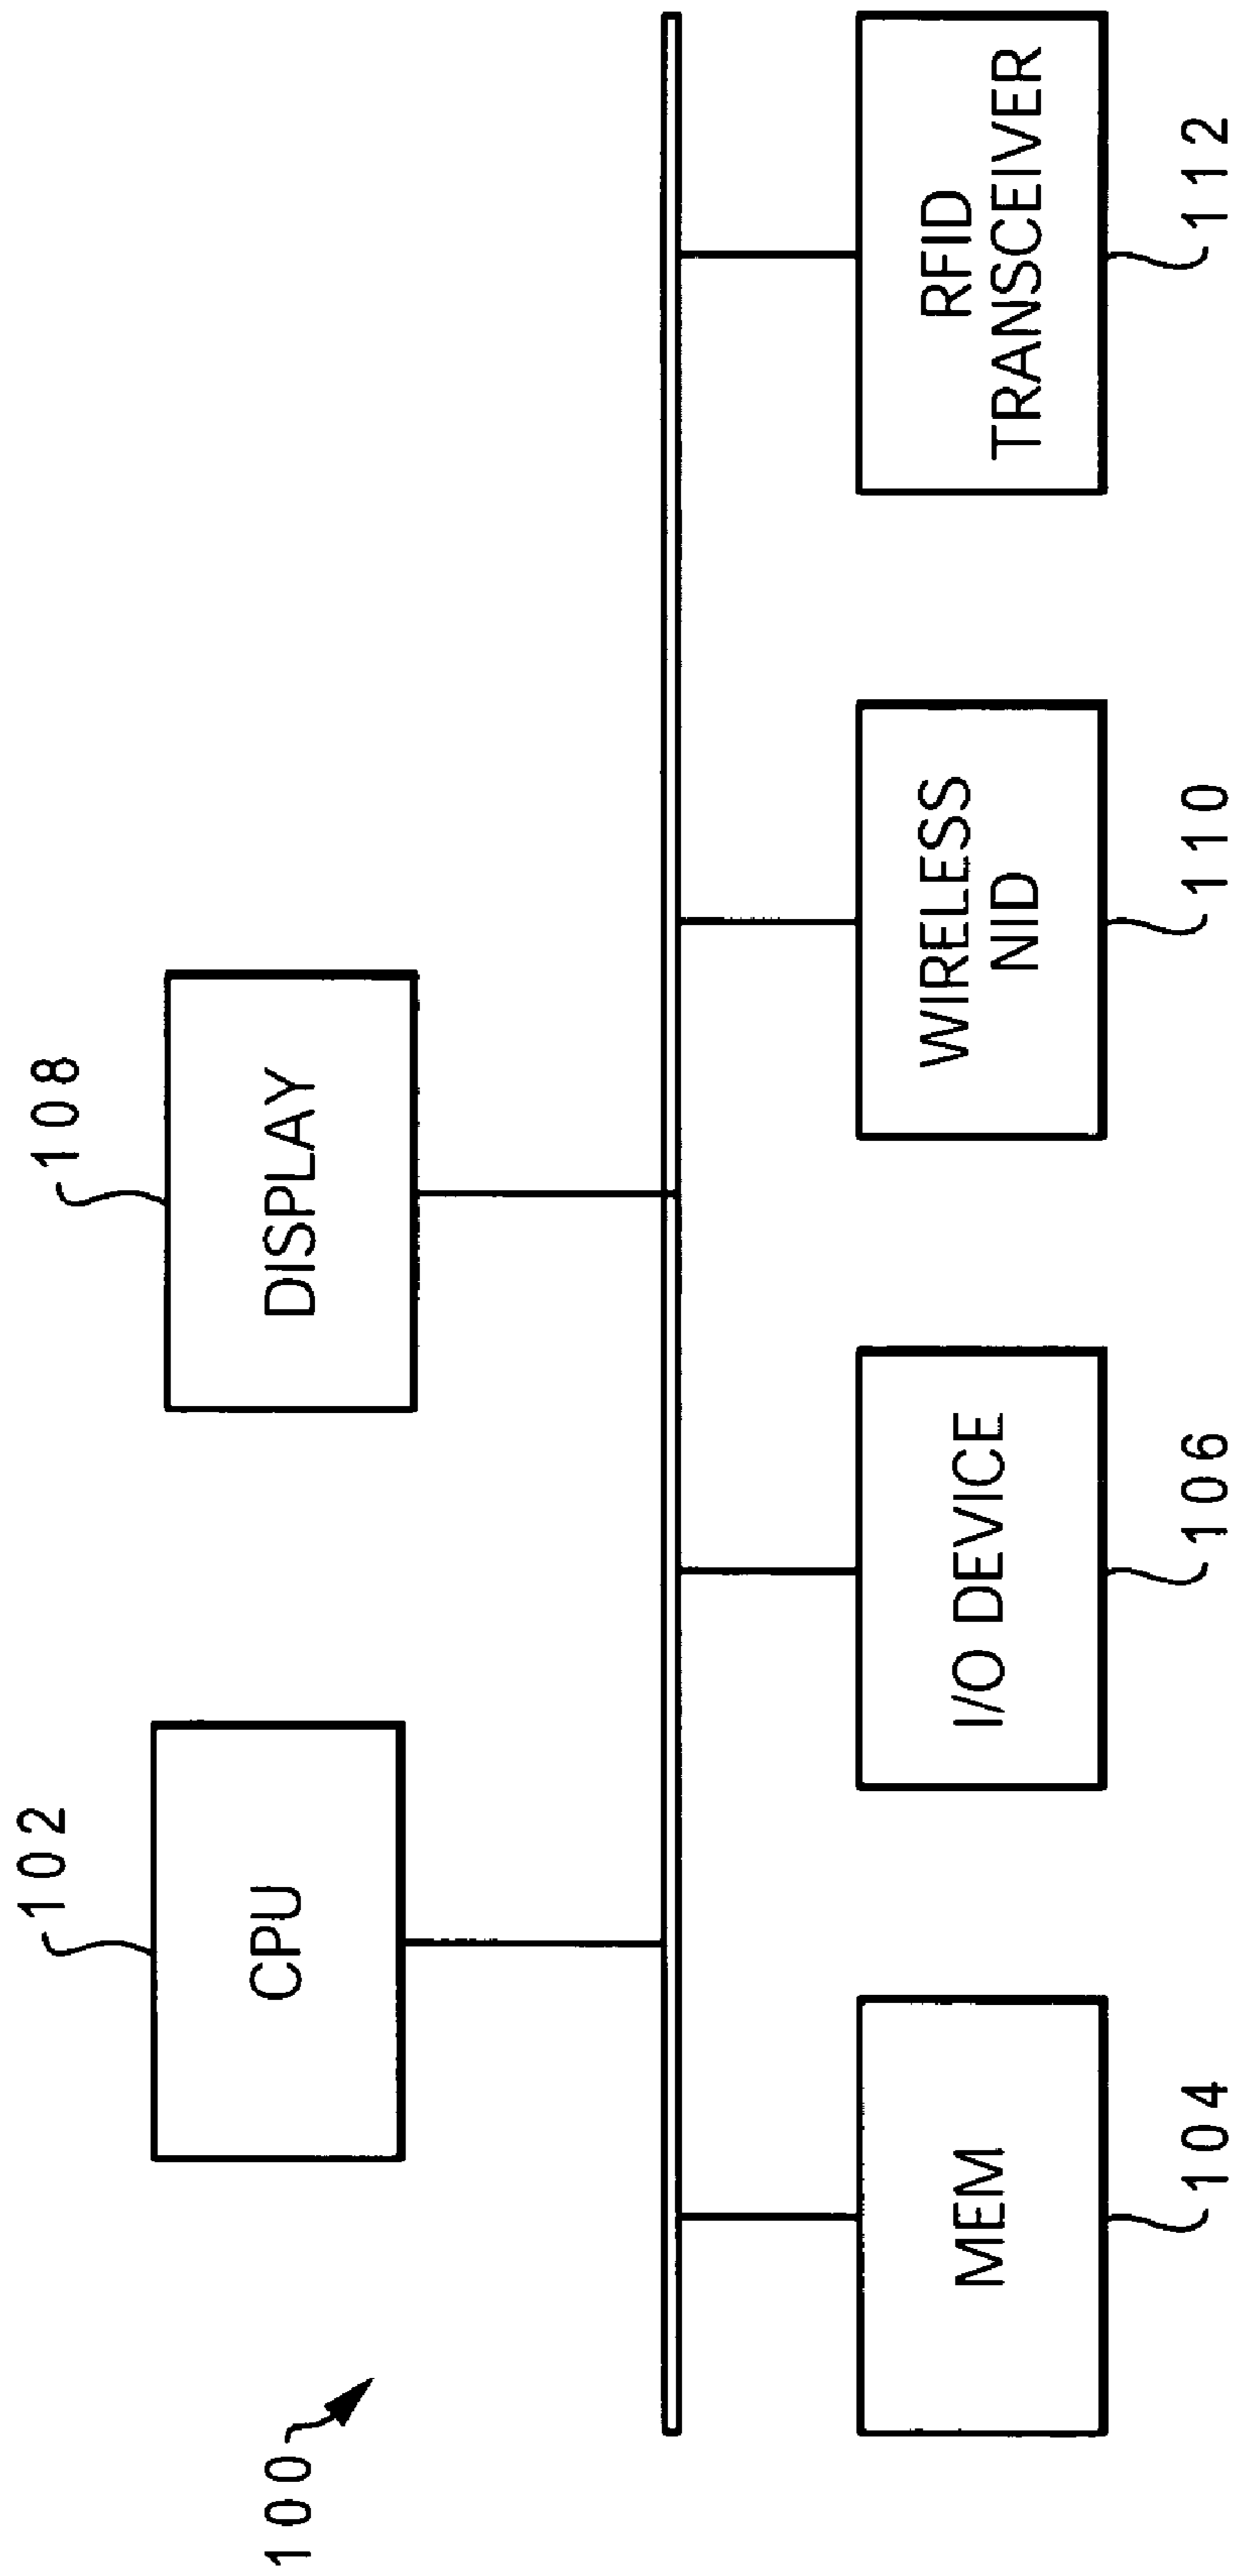 102
108
CPU
DISPLAY
100
MEM
I/O DEVICE
WIRELESS
NID
RFID
TRANSCEIVER
104
106
110
112